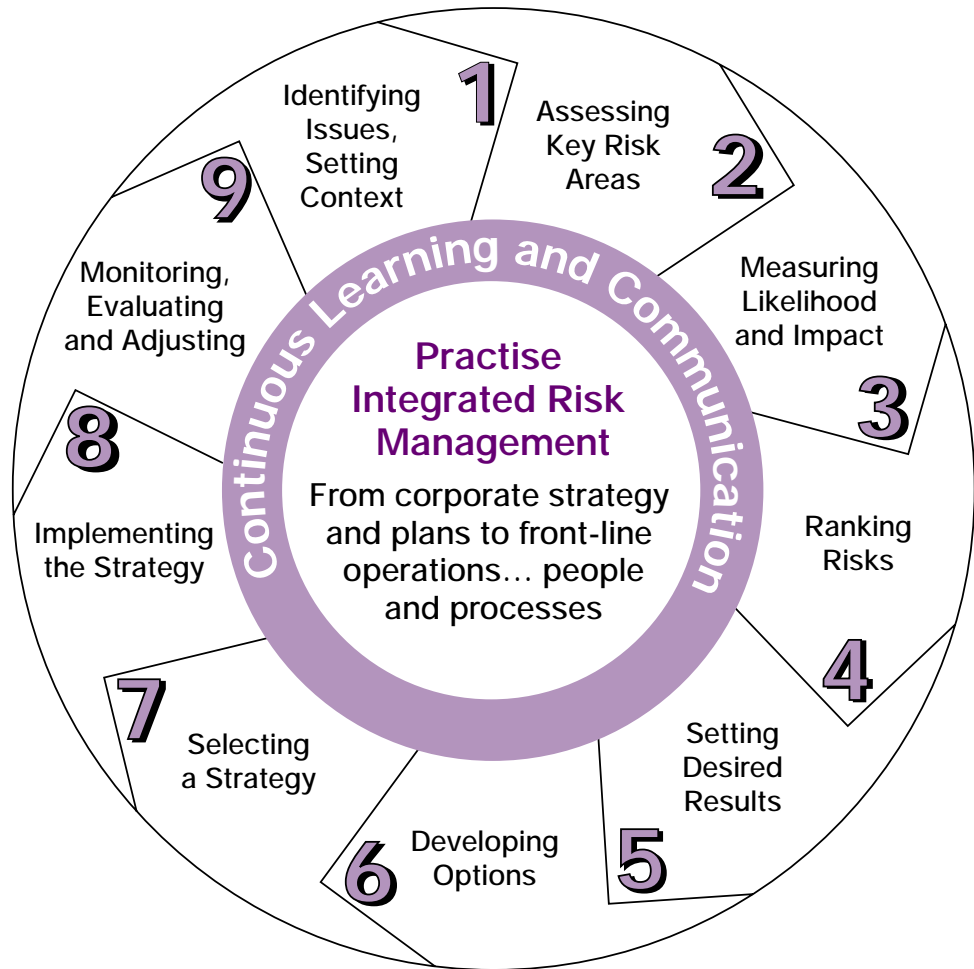 1
Identifying
Issues,
Setting
Context
2
Assessing
Key Risk
Areas
3
Measuring
Likelihood
and Impact
4
Ranking
Risks
5
Setting
Desired
Results
6
Developing
Options
7
Selecting
a Strategy
8
Implementing
the Strategy
9
Monitoring,
Evaluating
and Adjusting
Continuous Learning and Communication
Practise
Integrated Risk
Management
From corporate strategy
and plans to front-line
operations… people
and processes